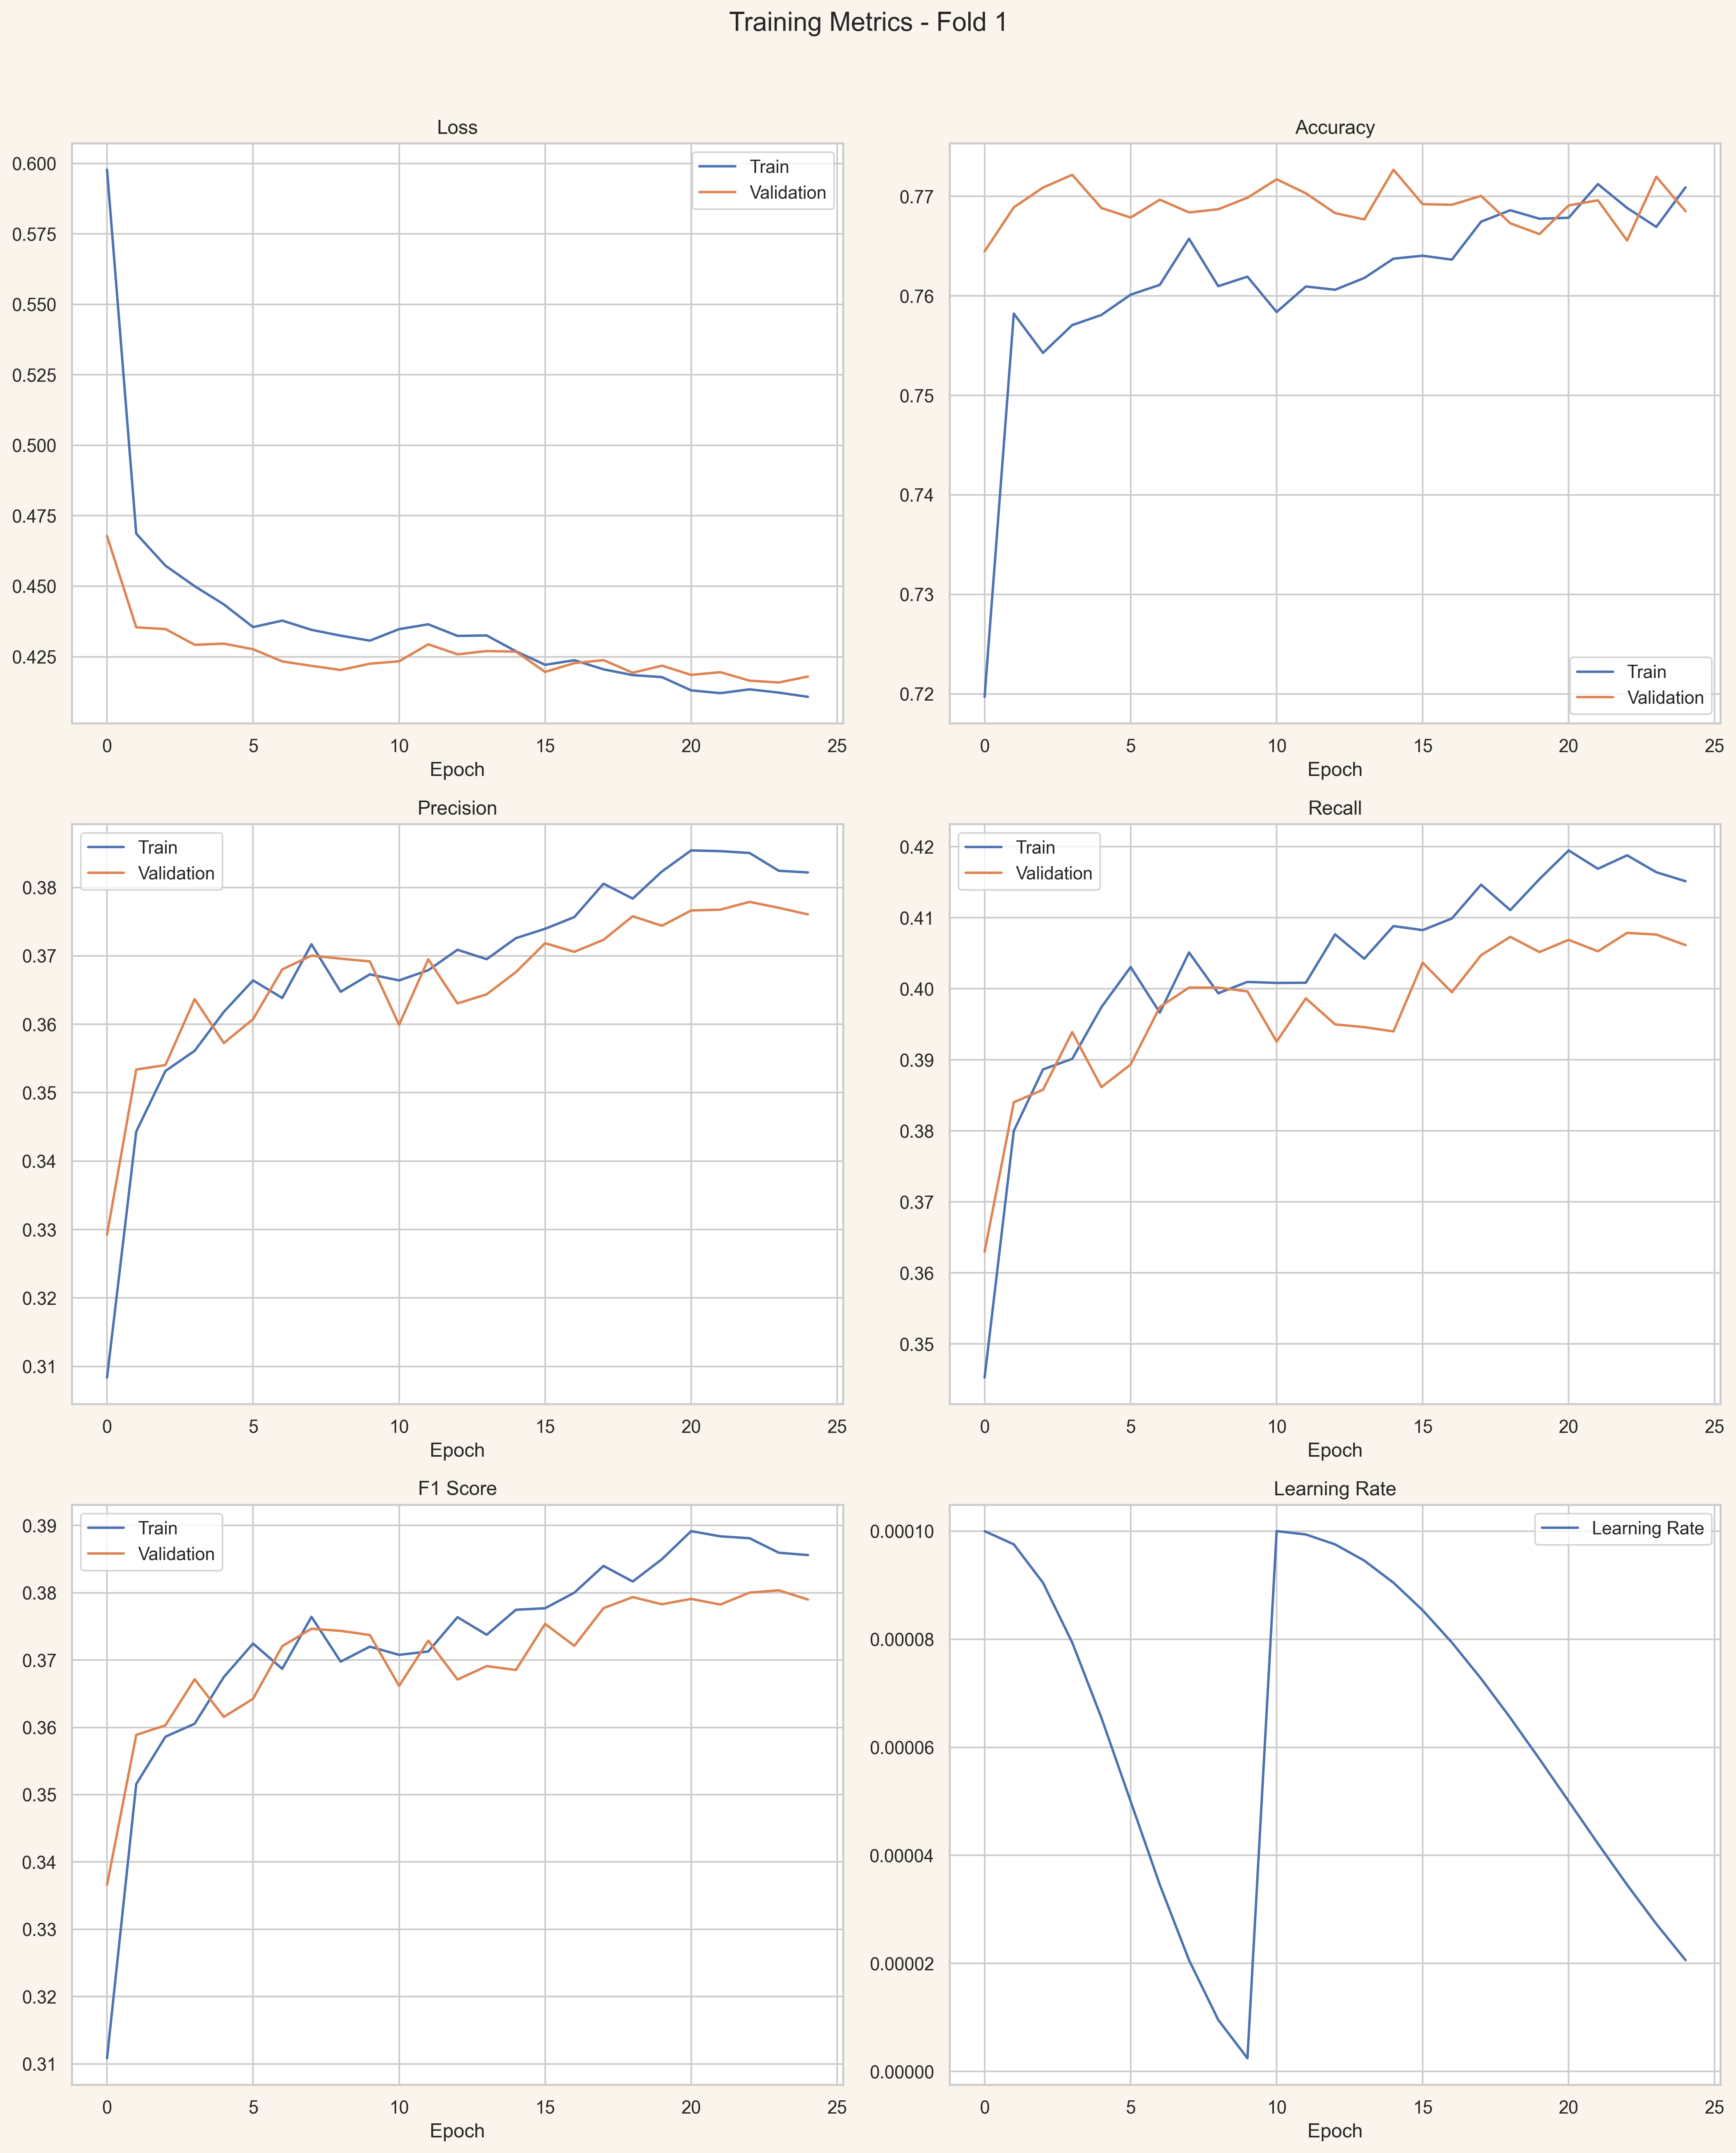 Training Metrics - Fold 1
Loss
0.600
0.575
0.550
0.525
0.500
0.475
0.450
0.425
Train
Validation
0 5 10 15 20 25
Epoch
Accuracy
0.77
0.76
0.75
0.74
0.73
0.72
Train
Validation
0 5 10 15 20 25
Epoch
Precision
Train
Validation
0.38
0.37
0.36
0.35
0.34
0.33
0.32
0.31
0 5 10 15 20 25
Epoch
Recall
Train
Validation
0.42
0.41
0.40
0.39
0.38
0.37
0.36
0.35
0 5 10 15 20 25
Epoch
F1 Score
Train
Validation
0.39
0.38
0.37
0.36
0.35
0.34
0.33
0.32
0.31
0 5 10 15 20 25
Epoch
Learning Rate
Learning Rate
0.00010
0.00008
0.00006
0.00004
0.00002
0.00000
0 5 10 15 20 25
Epoch